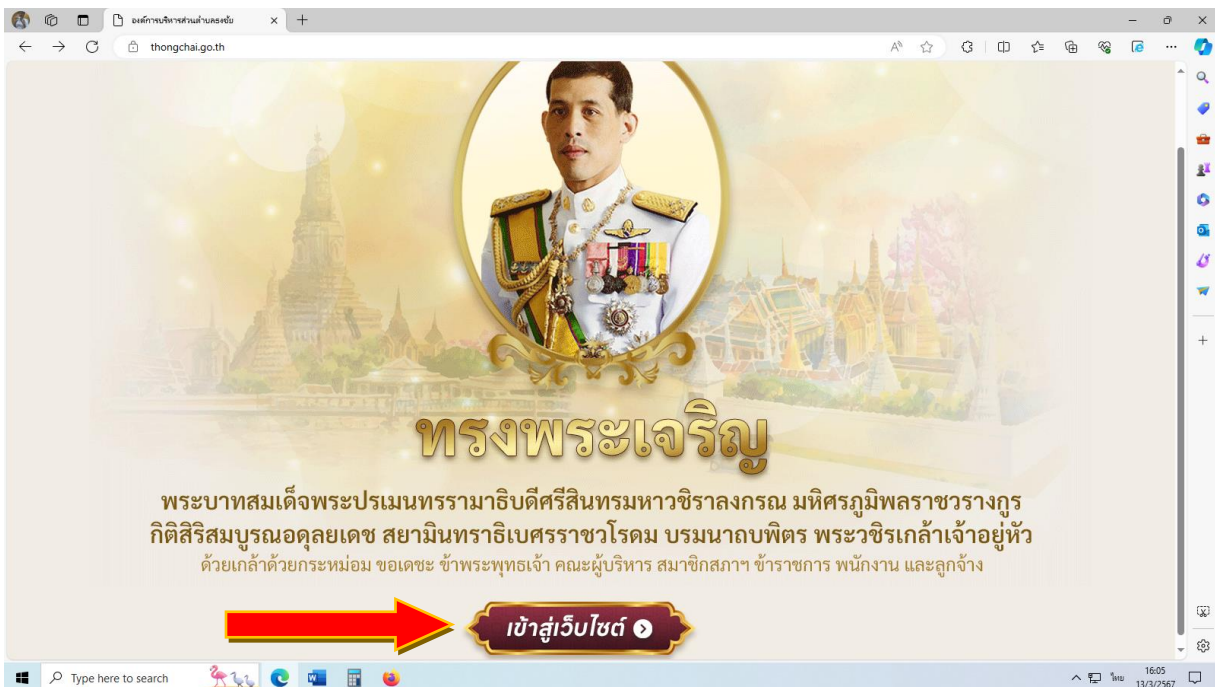 องค์การบริหารส่วนตำบลธงชัย
thongchai.go.th
ทรงพระเจริญ
พระบาทสมเด็จพระปรเมนทรรามาธิบดีศรีสินทรมหาวชิราลงกรณ มหิศรภูมิพลราชวรางกูร
กิติสิริสมบูรณอดุลยเดช สยามินทราธิเบศรราชวโรดม บรมนาถบพิตร พระวชิรเกล้าเจ้าอยู่หัว
ด้วยเกล้าด้วยกระหม่อม ขอเดชะ ข้าพระพุทธเจ้า คณะผู้บริหาร สมาชิกสภาฯ ข้าราชการ พนักงาน และลูกจ้าง
เข้าสู่เว็บไซต์
Type here to search
ไทย
16:05
13/3/2567